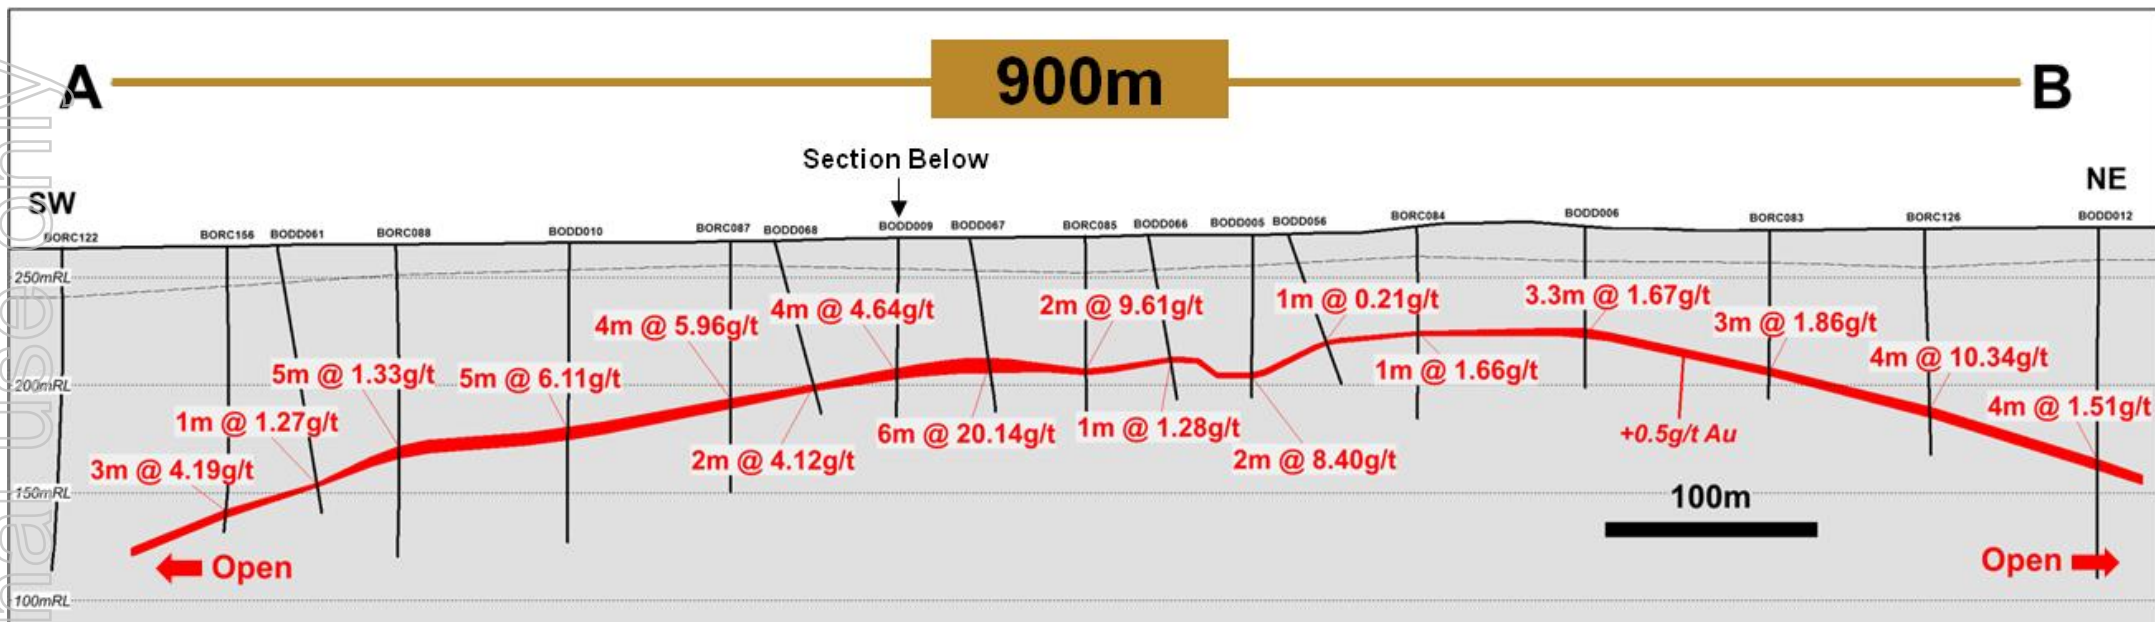 900m
A
B
Section Below
SW
NE
BORC122
BORC156
BODD061
BORC088
BODD010
BORC087
BODD068
BODD009
BODD067
BORC085
BODD066
BODD005
BODD056
BORC084
BODD006
BORC083
BORC126
BODD012
250mRL
200mRL
150mRL
100mRL
3m @ 4.19g/t
1m @ 1.27g/t
5m @ 1.33g/t
5m @ 6.11g/t
4m @ 5.96g/t
2m @ 4.12g/t
4m @ 4.64g/t
6m @ 20.14g/t
2m @ 9.61g/t
1m @ 1.28g/t
2m @ 8.40g/t
1m @ 0.21g/t
1m @ 1.66g/t
3.3m @ 1.67g/t
3m @ 1.86g/t
4m @ 10.34g/t
4m @ 1.51g/t
+0.5g/t Au
100m
Open
Open
use only